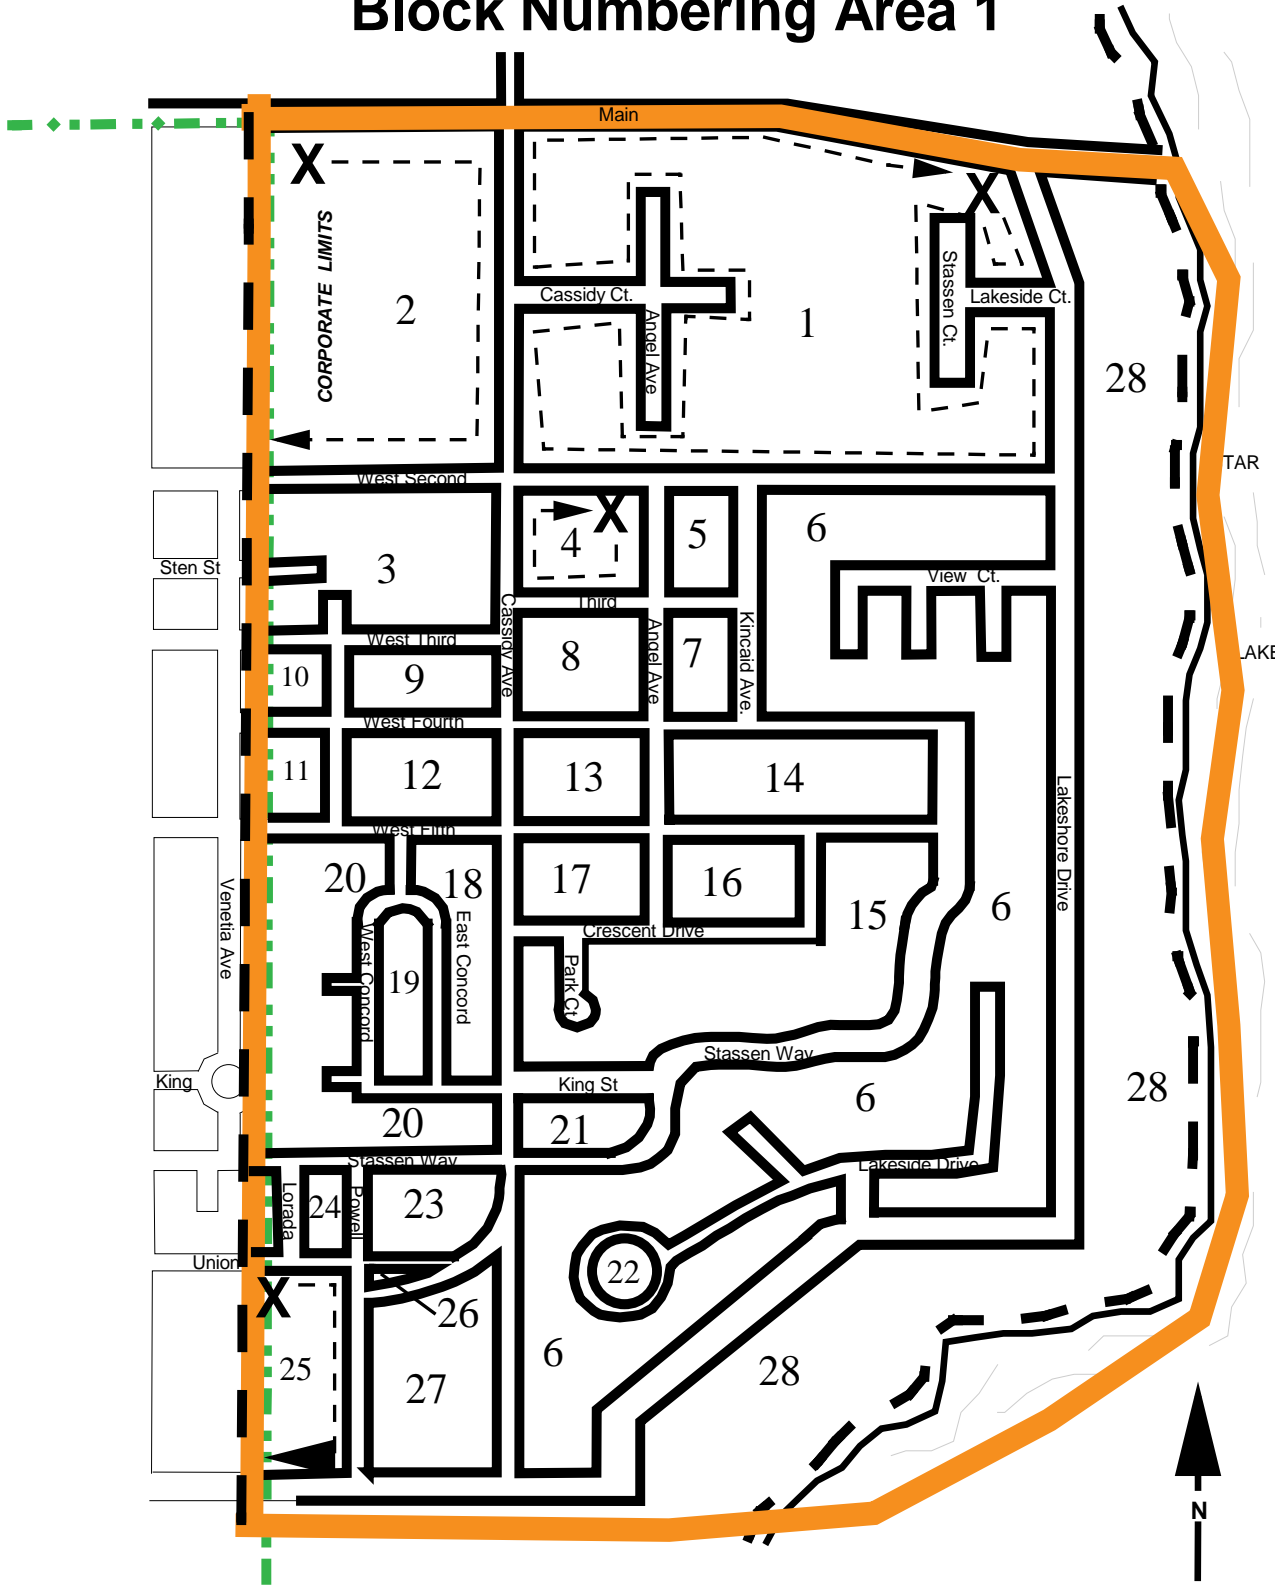 Block Numbering Area 1
Main
X
X
CORPORATE LIMITS
2
Cassidy Ct.
Angel Ave
1
Stassen Ct.
Lakeside Ct.
28
TAR
West Second
X
4
5
6
3
Sten St
View Ct.
Third
Cassidy Ave
Angel Ave
Kincaid Ave.
West Third
8
7
LAKE
10
9
West Fourth
11
12
13
14
Lakeshore Drive
West Fifth
20
18
17
16
15
6
Venetia Ave
West Concord
East Concord
Crescent Drive
19
Park Ct.
Stassen Way
King
King St
6
28
20
21
Stassen Way
Lakeside Drive
Lorada
24
Powell
23
Union
22
X
26
25
27
6
28
N